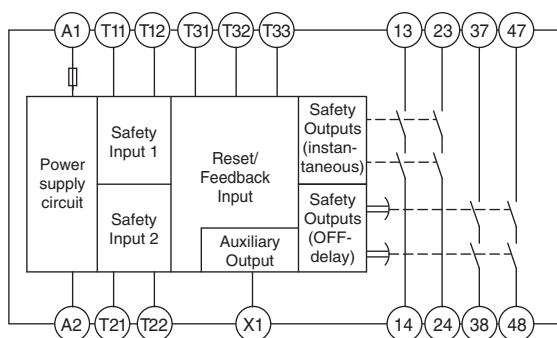 A1 T11 T12 T31 T32 T33 13 23 37 47
Power
supply
circuit
Safety
Input 1
Safety
Input 2
Reset/
Feedback
Input
Auxiliary
Output
Safety
Outputs
(instan-
taneous)
Safety
Outputs
(OFF-
delay)
A2 T21 T22 X1 14 24 38 48